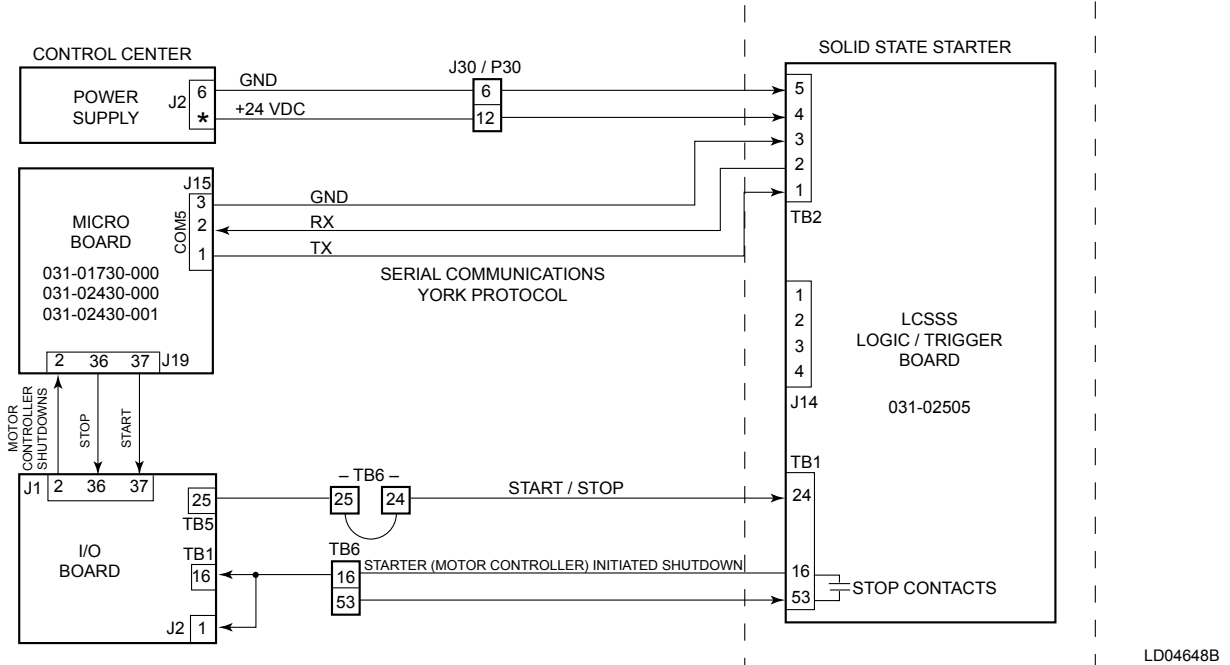 CONTROL CENTER
SOLID STATE STARTER
POWER
SUPPLY
J2
6
*
GND
+24 VDC
J30 / P30
6
12
5
4
3
2
1
TB2
J15
MICRO
BOARD
031-01730-000
031-02430-000
031-02430-001
COM5
3
2
1
GND
RX
TX
SERIAL COMMUNICATIONS
YORK PROTOCOL
1
2
3
4
J14
LCSSS
LOGIC / TRIGGER
BOARD
031-02505
2 36 37 J19
MOTOR
CONTROLLER
SHUTDOWNS
STOP
START
J1 2 36 37
I/O
BOARD
25
TB5
– TB6 –
25 24
START / STOP
TB1
24
TB1
16
TB6
16
53
STARTER (MOTOR CONTROLLER) INITIATED SHUTDOWN
16
53
STOP CONTACTS
J2 1
LD04648B